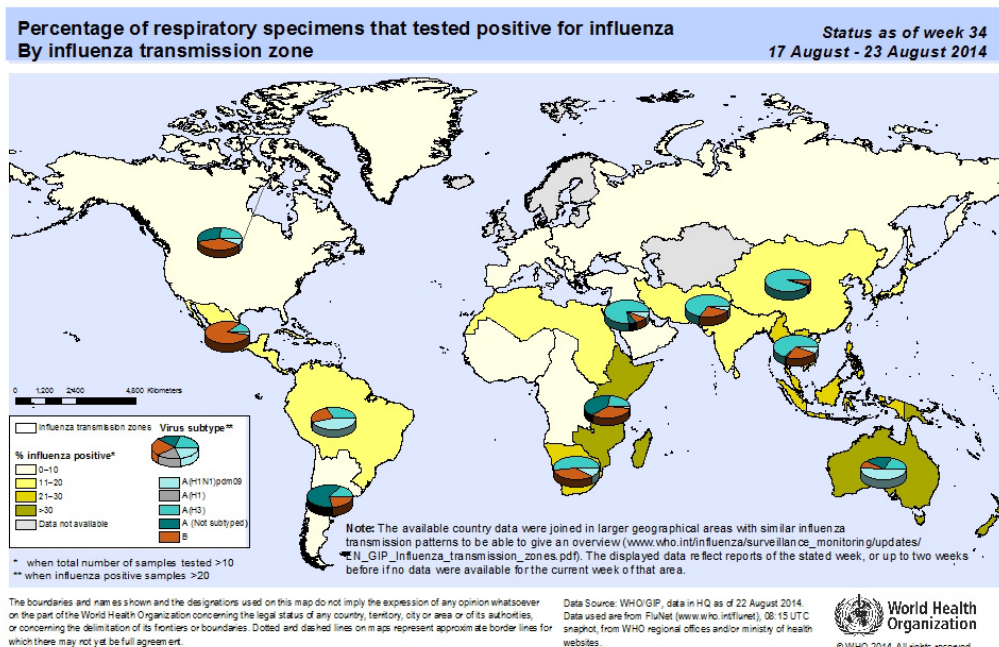 Percentage of respiratory specimens that tested positive for influenza
By influenza transmission zone
Status as of week 34
17 August - 23 August 2014
0 1,200 2,400 4,800 Kilometers
Influenza transmission zones
% influenza positive*
0-10
11-20
21-30
>30
Data not available
Virus subtype**
A(H1N1)pdm09
A(H1)
A(H3)
A (Not subtyped)
B
* when total number of samples tested >10
** when influenza positive samples >20
Note: The available country data were joined in larger geographical areas with similar influenza
transmission patterns to be able to give an overview (www.who.int/influenza/surveillance_monitoring/updates/
EN_GIP_Influenza_transmission_zones.pdf). The displayed data reflect reports of the stated week, or up to two weeks
before if no data were available for the current week of that area.
The boundaries and names shown and the designations used on this map do not imply the expression of any opinion whatsoever
on the part of the World Health Organization concerning the legal status of any country, territory, city or area or of its authorities,
or concerning the delimitation of its frontiers or boundaries. Dotted and dashed lines on maps represent approximate border lines for
which there may not yet be full agreement.
Data Source: WHO/GIP, data in HQ as of 22 August 2014.
Data used are from FluNet (www.who.int/flunet), 08:15 UTC
snapshot, from WHO regional offices and/or ministry of health
websites.
World Health
Organization
© WHO 2014. All rights reserved